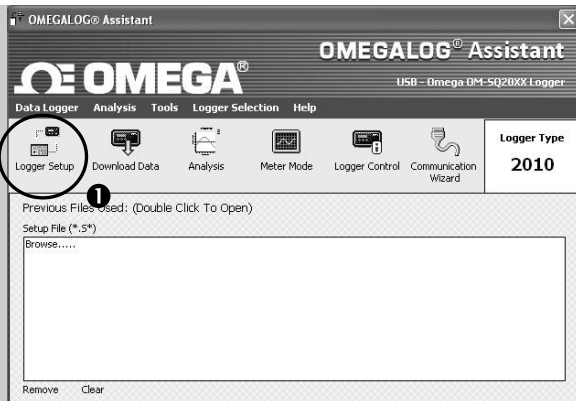 OMEGALOG® Assistant
OMEGALOG® Assistant
ΩE OMEGA®
USB - Omega OM-SQ20XX Logger
Data Logger Analysis Tools Logger Selection Help
Logger Setup Download Data Analysis Meter Mode Logger Control Communication Wizard
Logger Type
2010
1
Previous Files Used: (Double Click To Open)
Setup File (*.S*)
Browse.....
Remove Clear